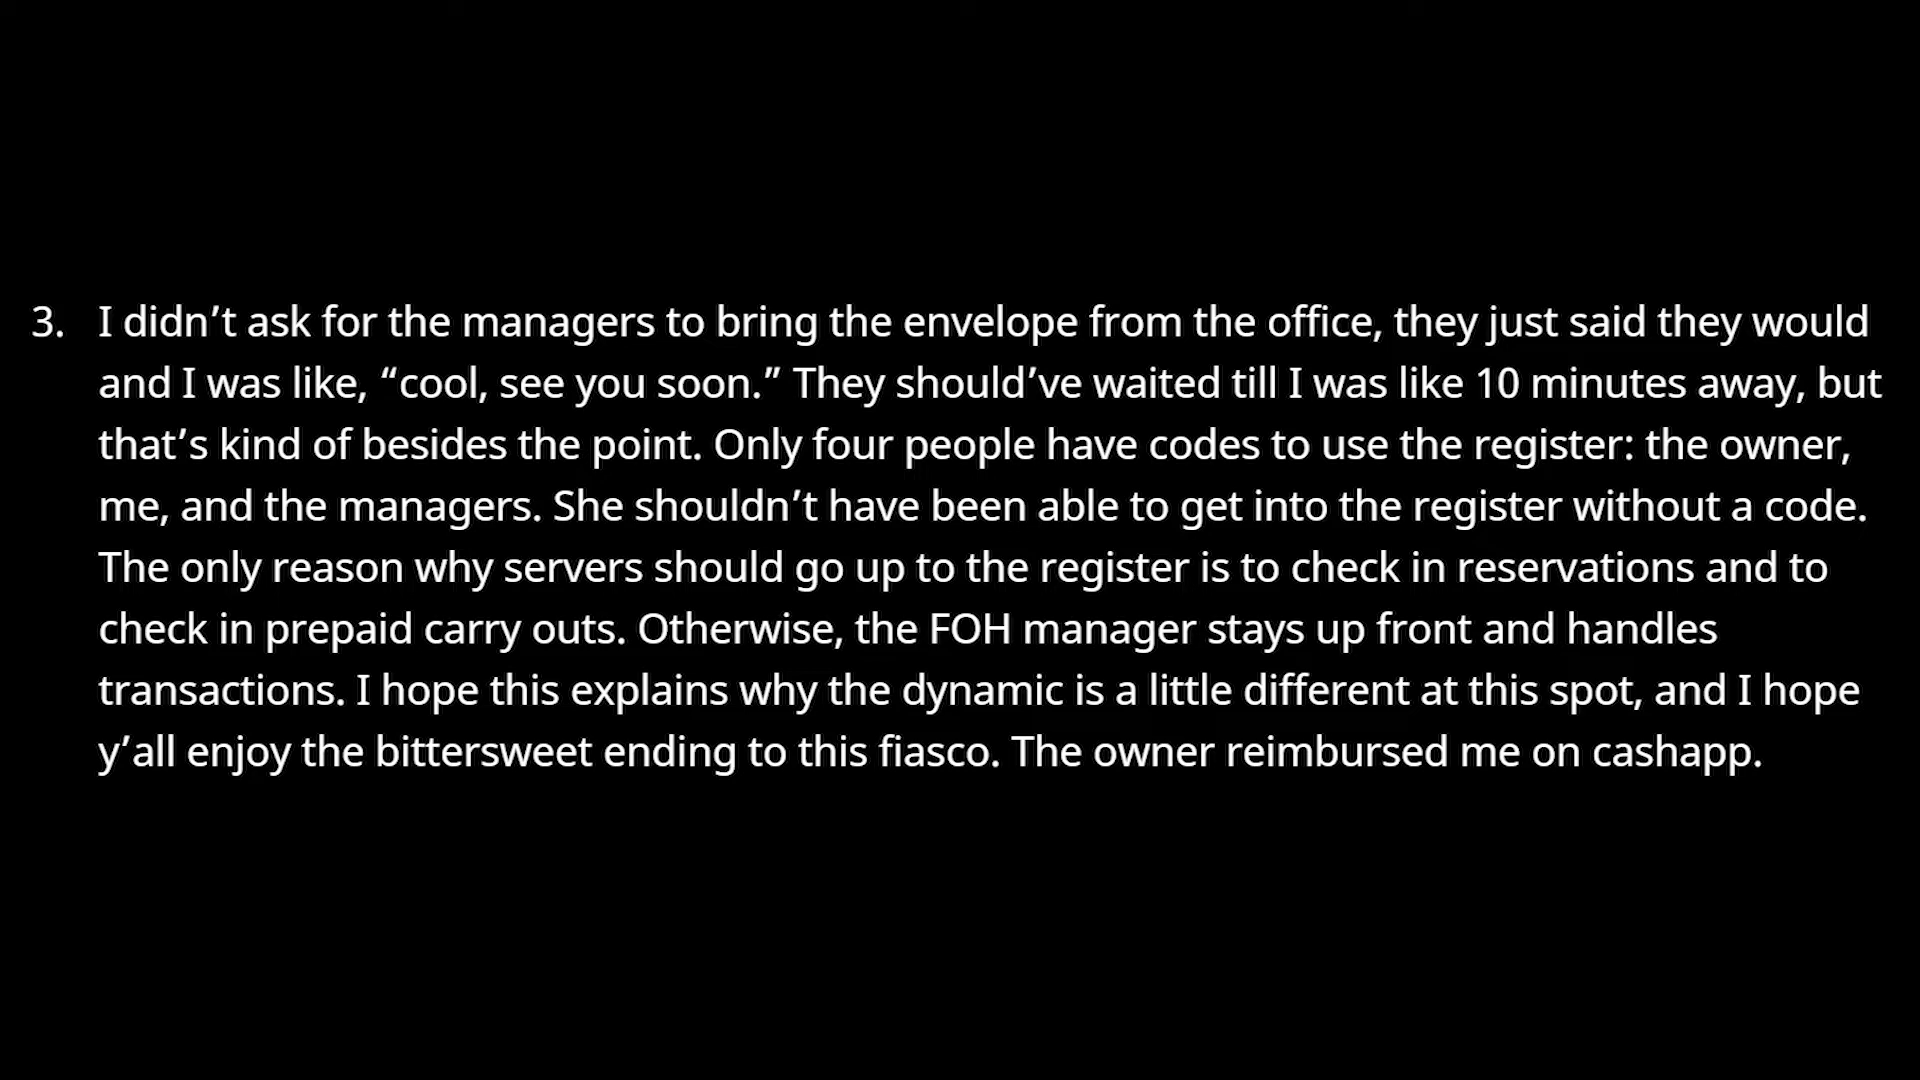 3. I didn’t ask for the managers to bring the envelope from the office, they just said they would
and I was like, “cool, see you soon.” They should’ve waited till I was like 10 minutes away, but
that’s kind of besides the point. Only four people have codes to use the register: the owner,
me, and the managers. She shouldn’t have been able to get into the register without a code.
The only reason why servers should go up to the register is to check in reservations and to
check in prepaid carry outs. Otherwise, the FOH manager stays up front and handles
transactions. I hope this explains why the dynamic is a little different at this spot, and I hope
y’all enjoy the bittersweet ending to this fiasco. The owner reimbursed me on cashapp.